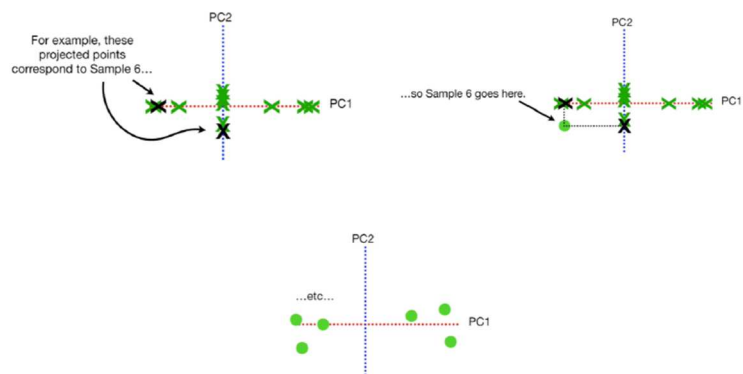 PC2
For example, these
projected points
correspond to Sample 6...
PC1
PC2
...so Sample 6 goes here.
PC1
PC2
...etc...
PC1